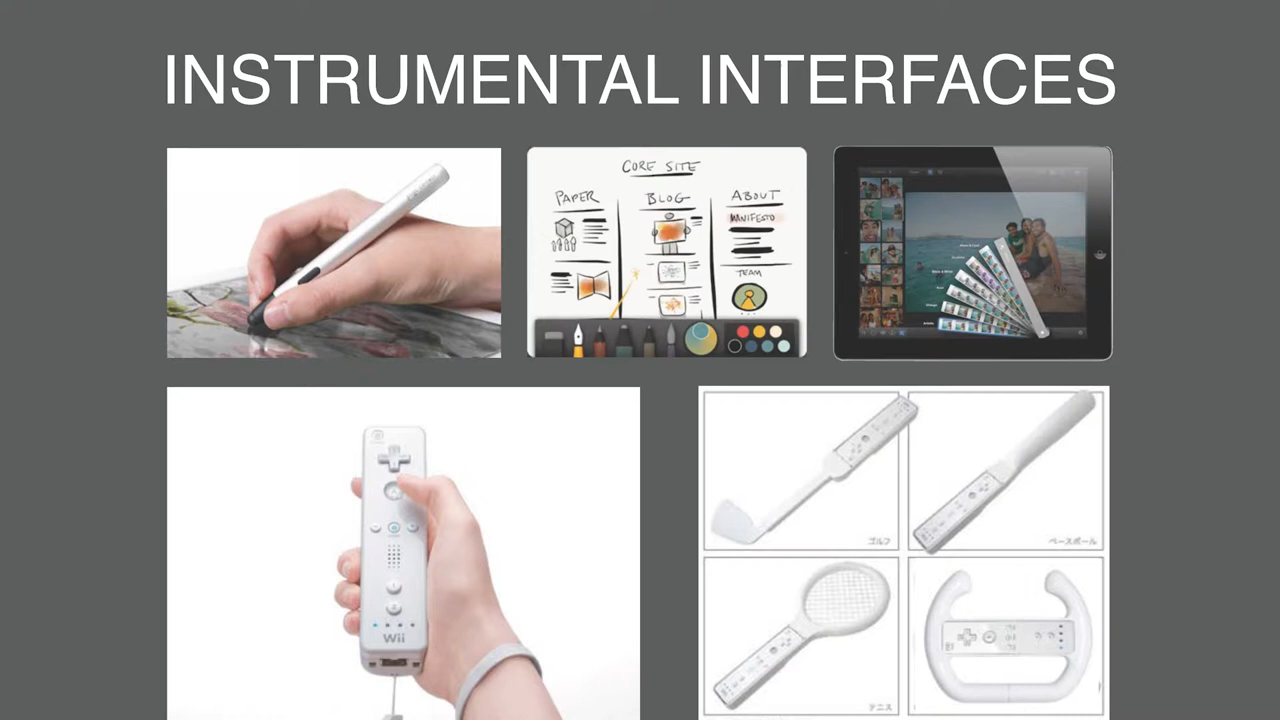 INSTRUMENTAL INTERFACES
CORE SITE
PAPER
BLOG
ABOUT
MANIFESTO
TEAM
Wii
ゴルフ
ベースボール
テニス